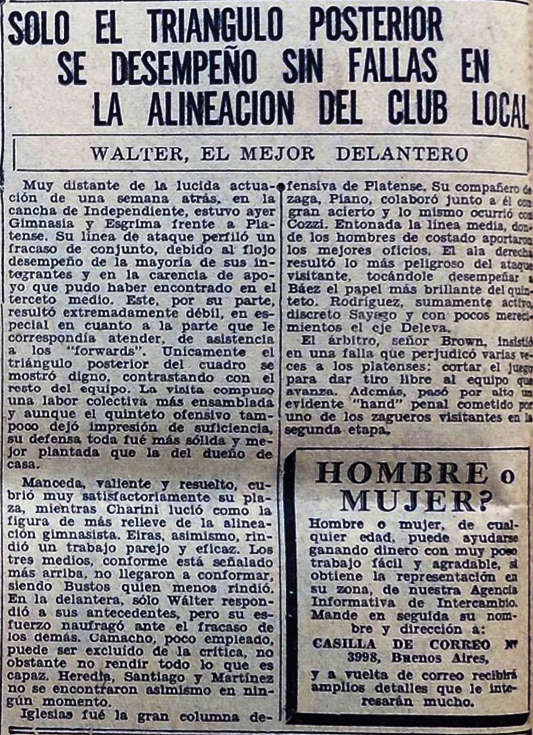 SOLO EL TRIANGULO POSTERIOR
SE DESEMPEÑO SIN FALLAS EN
LA ALINEACION DEL CLUB LOCAL
WALTER, EL MEJOR DELANTERO
Muy distante de la lucida actua-
ción de una semana atrás, en la
cancha de Independiente, estuvo ayer
Gimnasia y Esgrima frente a Pla-
tense. Su línea de ataque perfiló un
fracaso de conjunto, debido al flojo
desempeño de la mayoría de sus in-
tegrantes y en la carencia de apo-
yo que pudo haber encontrado en el
terceto medio. Este, por su parte,
resultó extremadamente débil, en es-
pecial en cuanto a la parte que le
correspondía atender, de asistencia
a los "forwards". Unicamente el
triángulo posterior del cuadro se
mostró digno, contrastando con el
resto del equipo. La visita compuso
una labor colectiva más ensamblada
y aunque el quinteto ofensivo tam-
poco dejó impresión de suficiencia,
su defensa toda fué más sólida y me-
jor plantada que la del dueño de
casa.
Manceda, valiente y resuelto, cu-
brió muy satisfactoriamente su pla-
za, mientras Charini lució como la
figura de más relieve de la alinea-
ción gimnasista. Eiras, asimismo, rin-
dió un trabajo parejo y eficaz. Los
tres medios, conforme está señalado
más arriba, no llegaron a conformar,
siendo Bustos quien menos rindió.
En la delantera, sólo Wálter respon-
dió a sus antecedentes, pero su es-
fuerzo naufragó ante el fracaso de
los demás. Camacho, poco empleado,
puede ser excluído de la crítica, no
obstante no rendir todo lo que es
capaz. Heredia, Santiago y Martínez
no se encontraron asimismo en nin-
gún momento.
Iglesias fué la gran columna de-
fensiva de Platense. Su compañero de
zaga, Piano, colaboró junto a él con
gran acierto y lo mismo ocurrió con
Cozzi. Entonada la línea media, don-
de los hombres de costado aportaron
los mejores oficios. El ala derecha
resultó lo más peligroso del ataque
visitante, tocándole desempeñar a
Báez el papel más brillante del quin-
teto. Rodríguez, sumamente activo,
discreto Sayago y con pocos mereci-
mientos el eje Deleva.
El árbitro, señor Brown, insistió
en una falla que perjudicó varias ve-
ces a los platenses: cortar el juego
para dar tiro libre al equipo que
avanza. Además, pasó por alto un
evidente "hand" penal cometido por
uno de los zagueros visitantes en la
segunda etapa.
HOMBRE o
MUJER?
Hombre o mujer, de cual-
quier edad, puede ayudarse
ganando dinero con muy poco
trabajo fácil y agradable, si
obtiene la representación en
su zona, de nuestra Agencia
Informativa de Intercambio.
Mande en seguida su nom-
bre y dirección a:
CASILLA DE CORREO Nº
3998, Buenos Aires,
y a vuelta de correo recibirá
amplios detalles que le inte-
resarán mucho.